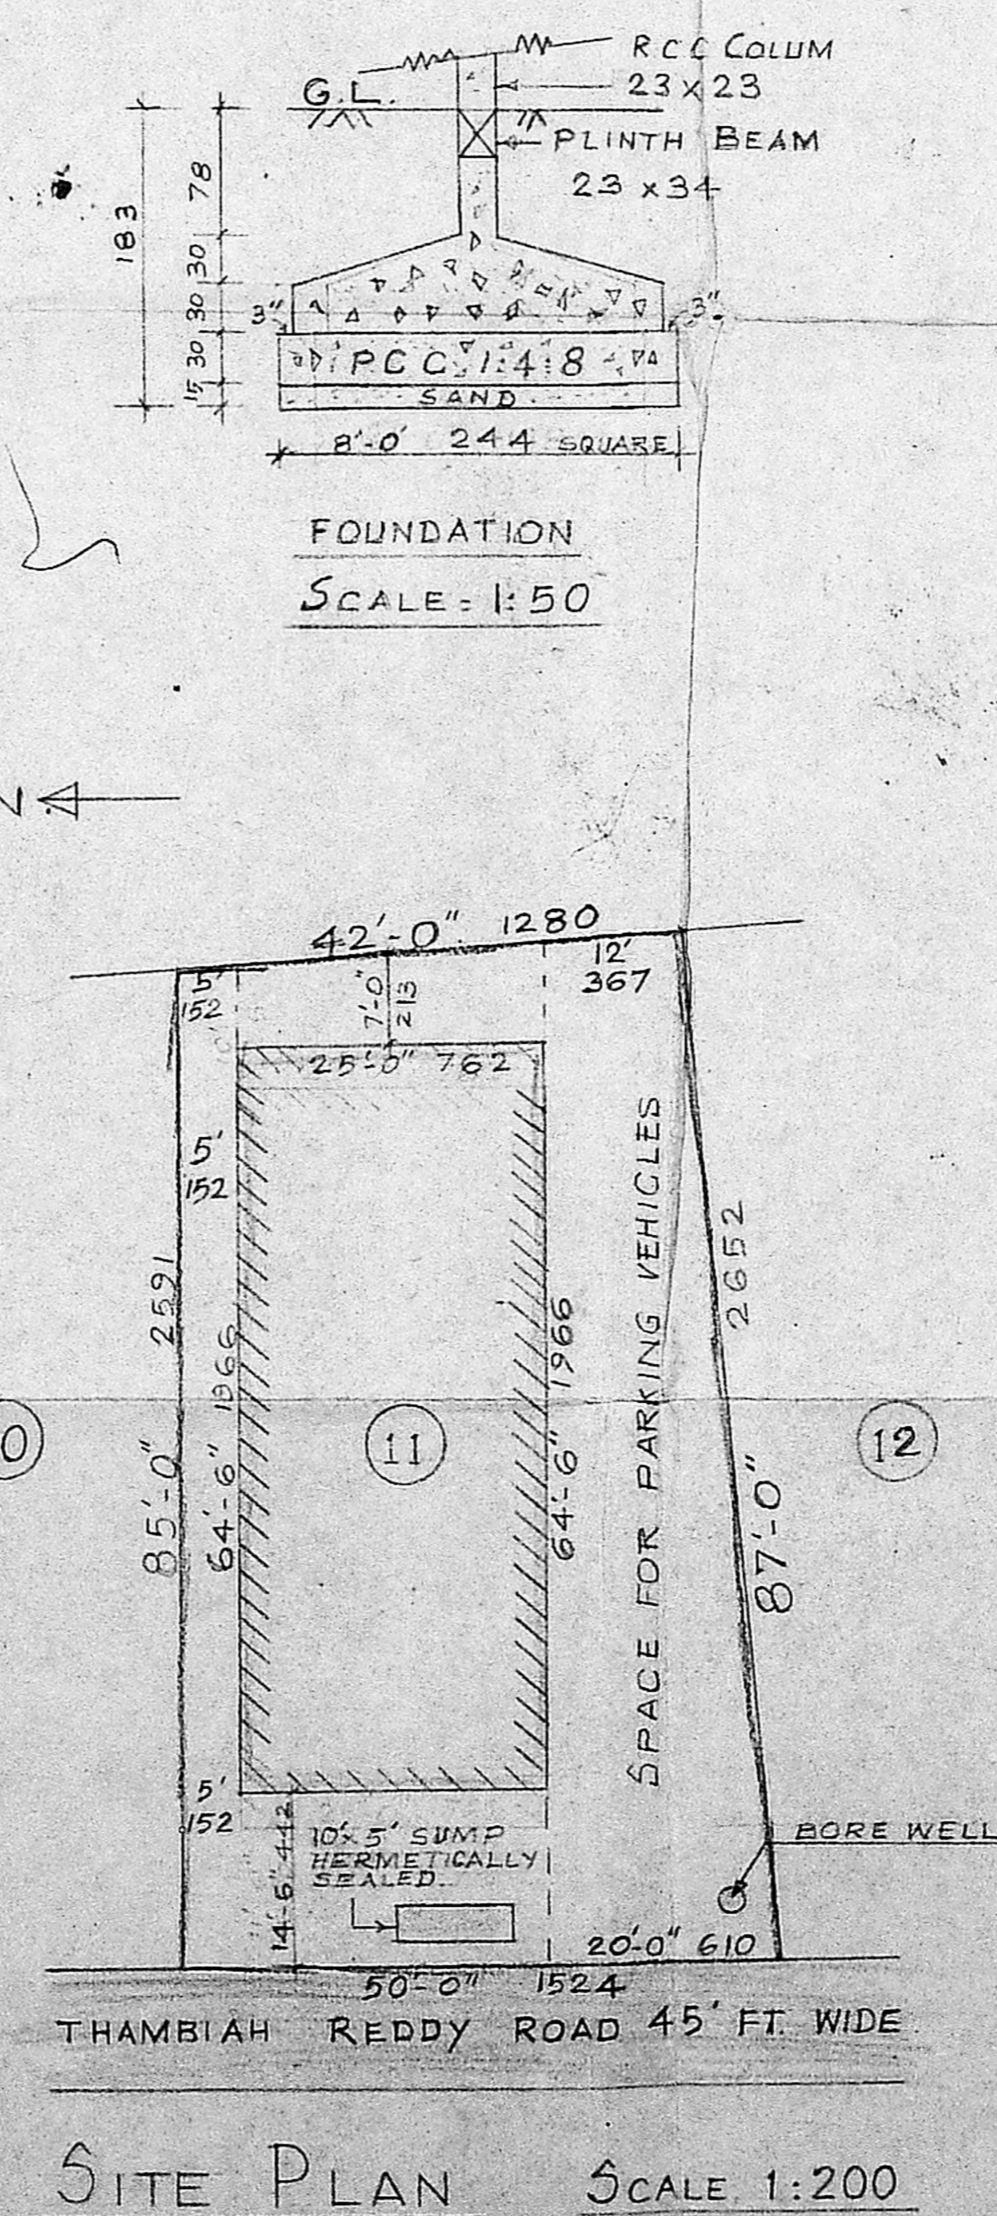 RCC COLUM
23 x 23
G.L.
PLINTH BEAM
23 x 34
78
183
30
30
3"
3"
30
PCC 1:4:8
15
SAND
8'-0' 244 SQUARE
FOUNDATION
SCALE = 1:50
N
42'-0" 1280
5'
152
7'-0"
213
12'
367
25'-0" 762
5'
152
2591
85'-0"
1966
64'-6"
1966
64'-6"
SPACE FOR PARKING VEHICLES
2652
87'-0"
0
11
12
5'
152
14'-6" 442
10'x 5' SUMP
HERMETICALLY
SEALED.
BORE WELL
20'-0" 610
50'-0" 1524
THAMBIAH REDDY ROAD 45' FT. WIDE
SITE PLAN SCALE 1:200